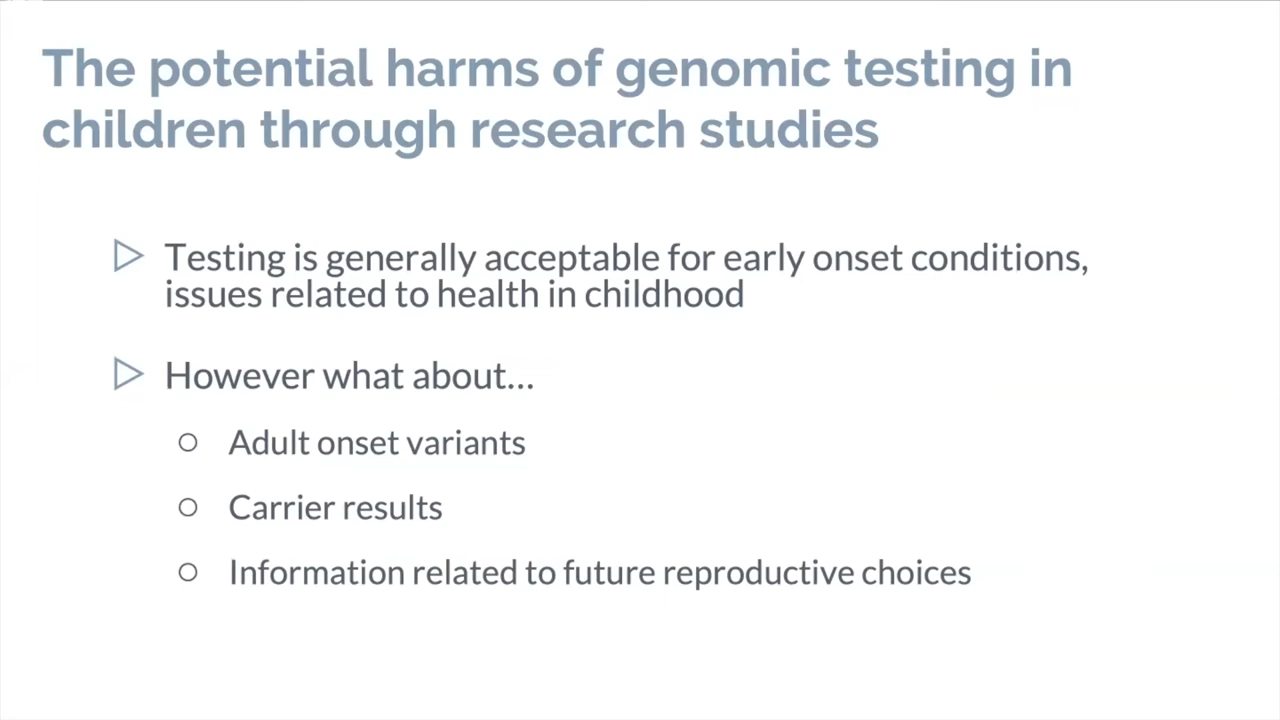 The potential harms of genomic testing in
children through research studies
Testing is generally acceptable for early onset conditions,
issues related to health in childhood
However what about...
Adult onset variants
Carrier results
Information related to future reproductive choices